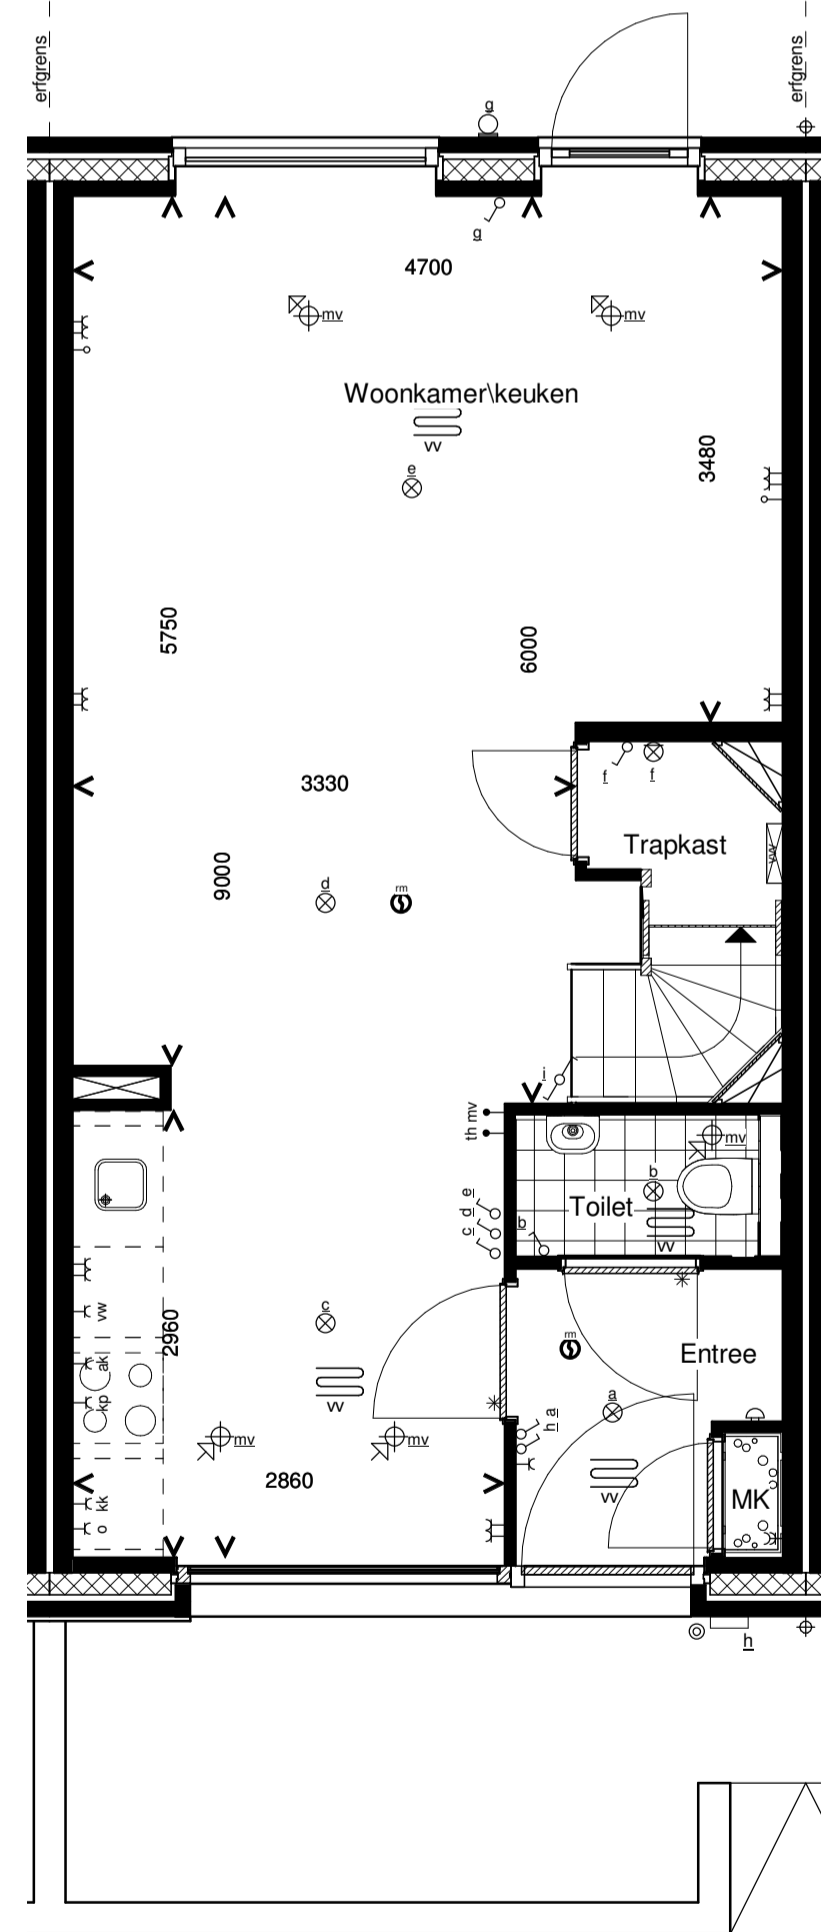 erfgrens
erfgrens
g
g
4700
mv
mv
Woonkamer\keuken
vv
e
3480
5750
6000
f
f
3330
Trapkast
vw
9000
d
rm
i
th mv
mv
b
Toilet
c d e
b
vv
vw
2960
c
rm
Entree
ak
kp
vv
a
h a
mv
mv
2860
vv
MK
kk
o
h